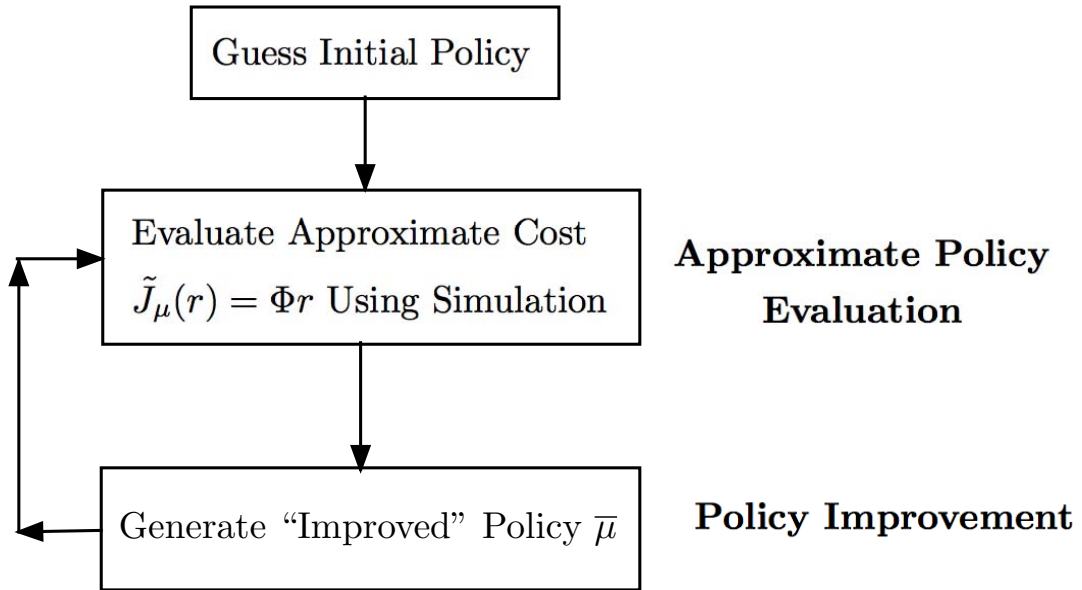 Guess Initial Policy
Evaluate Approximate Cost
J̃μ(r) = Φr Using Simulation
Approximate Policy
Evaluation
Generate “Improved” Policy μ̅
Policy Improvement